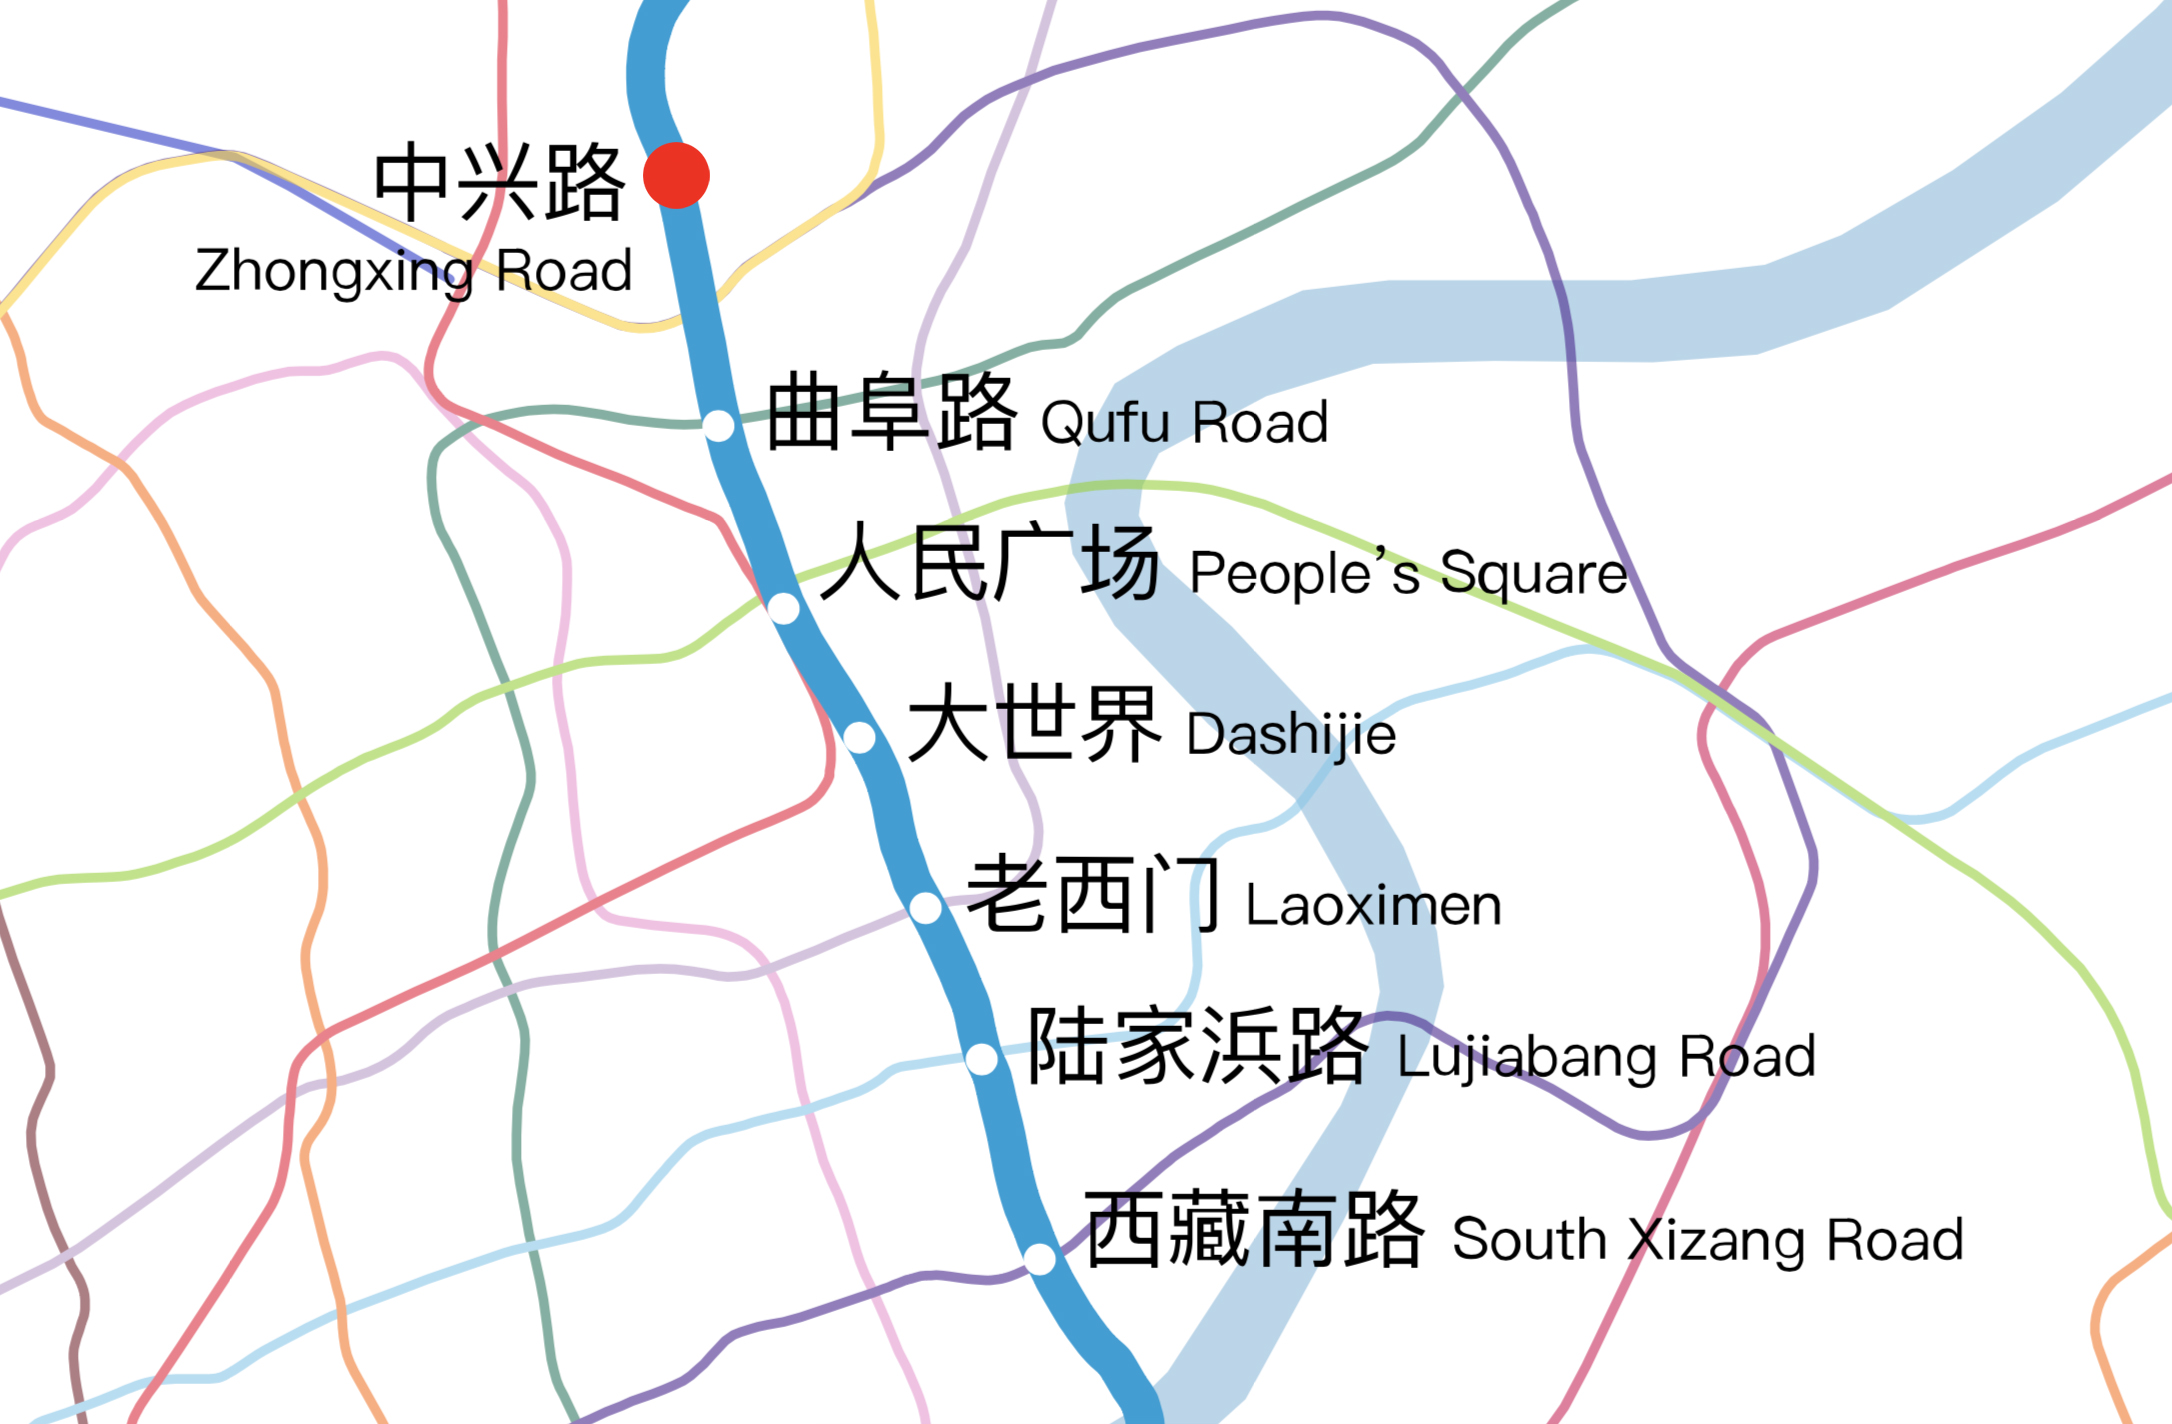 中兴路
Zhongxing Road
曲阜路 Qufu Road
人民广场 People’s Square
大世界 Dashijie
老西门 Laoximen
陆家浜路 Lujiabang Road
西藏南路 South Xizang Road